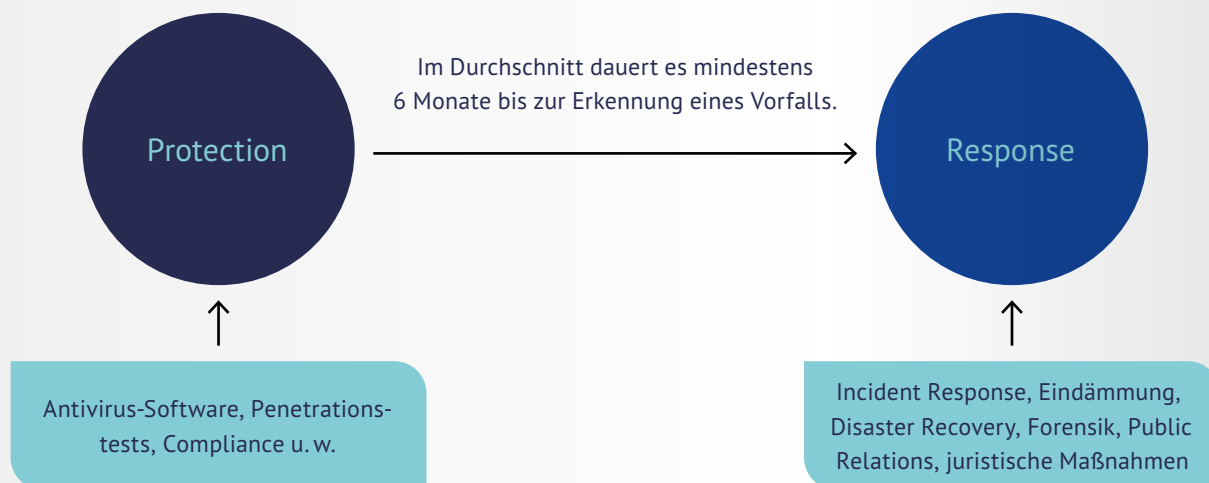 Im Durchschnitt dauert es mindestens
6 Monate bis zur Erkennung eines Vorfalls.
Protection
Response
Antivirus-Software, Penetrations-
tests, Compliance u. w.
Incident Response, Eindämmung,
Disaster Recovery, Forensik, Public
Relations, juristische Maßnahmen